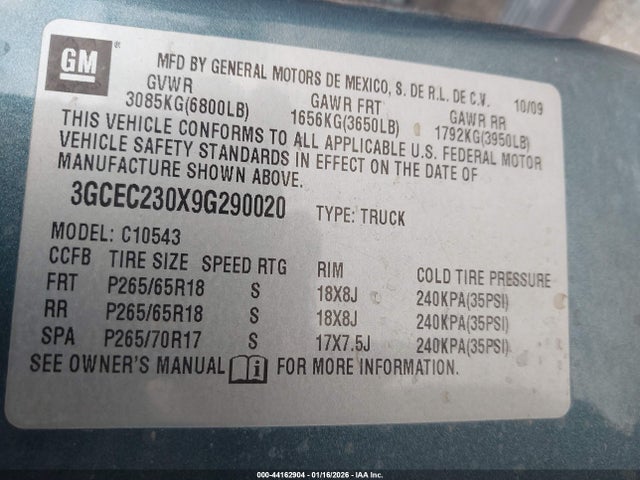 GM
MFD BY GENERAL MOTORS DE MEXICO, S. DE R.L. DE C.V. 10/09
GVWR GAWR FRT GAWR RR
3085KG(6800LB) 1656KG(3650LB) 1792KG(3950LB)
THIS VEHICLE CONFORMS TO ALL APPLICABLE U.S. FEDERAL MOTOR
VEHICLE SAFETY STANDARDS IN EFFECT ON THE DATE OF
MANUFACTURE SHOWN ABOVE.
3GCEC230X9G290020 TYPE: TRUCK
MODEL: C10543
CCFB TIRE SIZE SPEED RTG RIM COLD TIRE PRESSURE
FRT P265/65R18 S 18X8J 240KPA(35PSI)
RR P265/65R18 S 18X8J 240KPA(35PSI)
SPA P265/70R17 S 17X7.5J 240KPA(35PSI)
SEE OWNER'S MANUAL FOR MORE INFORMATION.
000-44162904 - 01/16/2026 - IAA Inc.